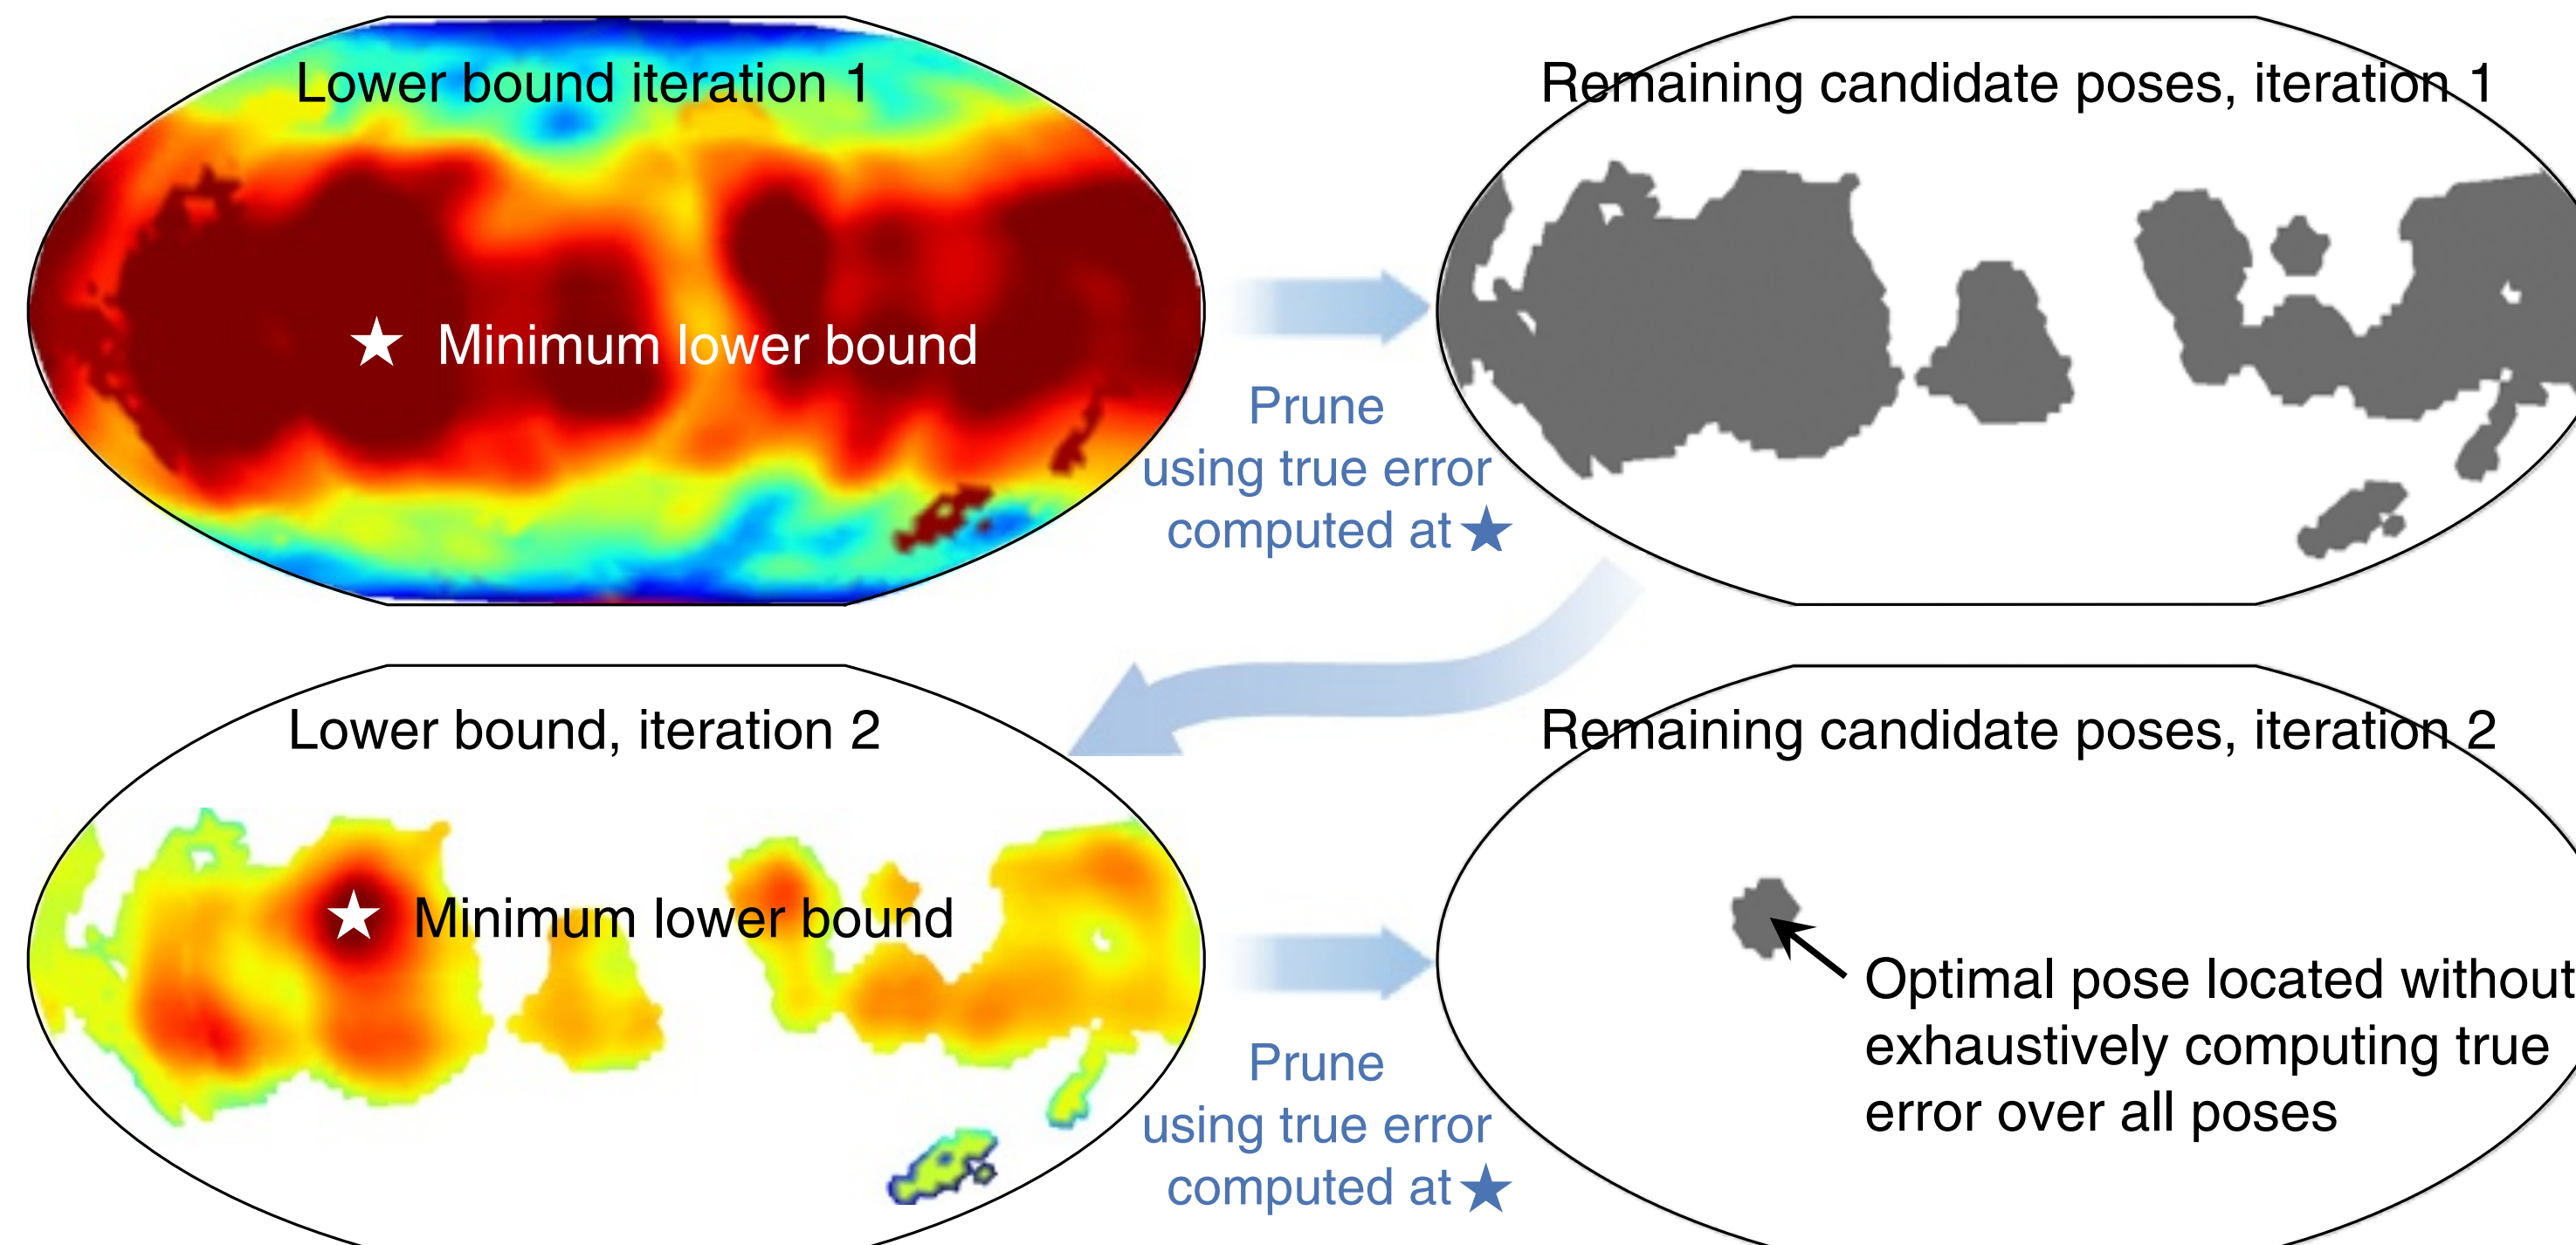 Lower bound iteration 1
Remaining candidate poses, iteration 1
Minimum lower bound
Prune
using true error
computed at
Lower bound, iteration 2
Remaining candidate poses, iteration 2
Minimum lower bound
Prune
using true error
computed at
Optimal pose located without
exhaustively computing true
error over all poses